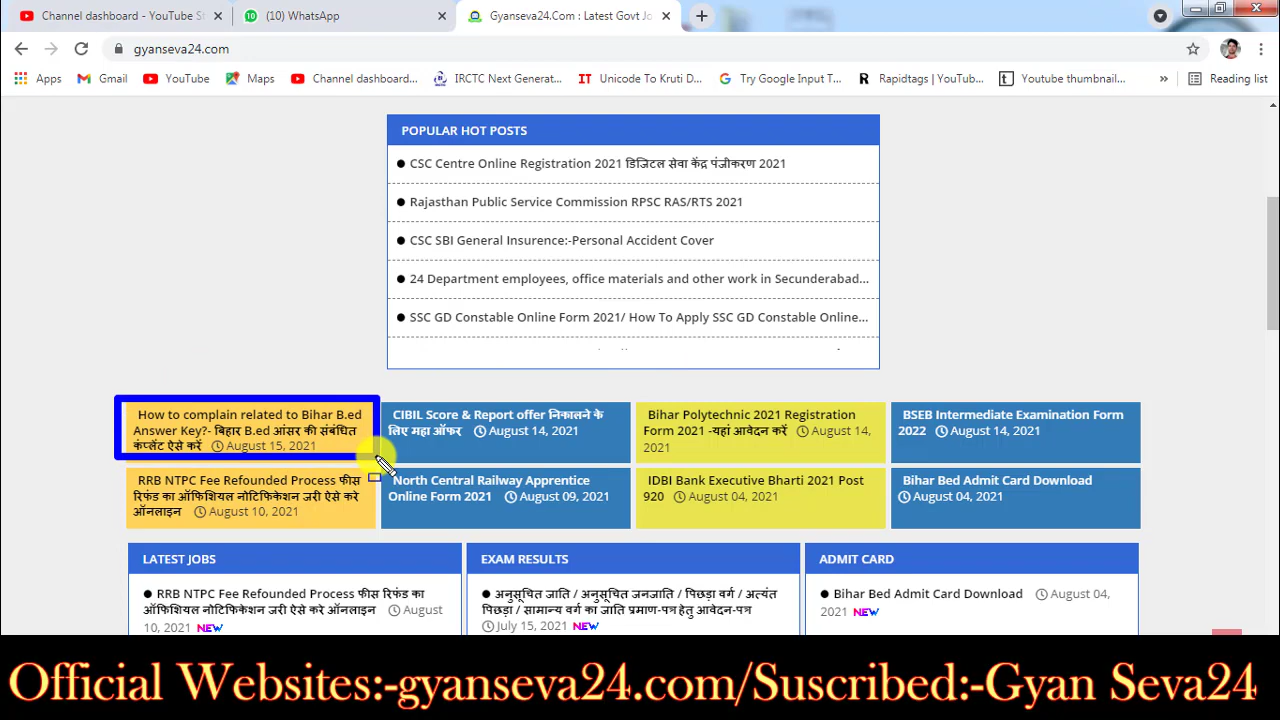 Channel dashboard - YouTube St
(10) WhatsApp
Gyanseva24.Com : Latest Govt Jo
gyanseva24.com
Apps
Gmail
YouTube
Maps
Channel dashboard...
IRCTC Next Generat...
IT Unicode To Kruti D...
Try Google Input T...
R Rapidtags | YouTub...
t Youtube thumbnail...
»
Reading list
POPULAR HOT POSTS
CSC Centre Online Registration 2021 डिजिटल सेवा केंद्र पंजीकरण 2021
Rajasthan Public Service Commission RPSC RAS/RTS 2021
CSC SBI General Insurence:-Personal Accident Cover
24 Department employees, office materials and other work in Secunderabad...
SSC GD Constable Online Form 2021/ How To Apply SSC GD Constable Online...
How to complain related to Bihar B.ed
Answer Key?- बिहार B.ed आंसर की संबंधित
कंप्लेंट ऐसे करें August 15, 2021
CIBIL Score & Report offer निकालने के
लिए महा ऑफर August 14, 2021
Bihar Polytechnic 2021 Registration
Form 2021 -यहां आवेदन करें August 14,
2021
BSEB Intermediate Examination Form
2022 August 14, 2021
RRB NTPC Fee Refounded Process फीस
रिफंड का ऑफिशियल नोटिफिकेशन जरी ऐसे करे
ऑनलाइन August 10, 2021
North Central Railway Apprentice
Online Form 2021 August 09, 2021
IDBI Bank Executive Bharti 2021 Post
920 August 04, 2021
Bihar Bed Admit Card Download
August 04, 2021
LATEST JOBS
RRB NTPC Fee Refounded Process फीस रिफंड का
ऑफिशियल नोटिफिकेशन जरी ऐसे करे ऑनलाइन August
10, 2021 NEW
EXAM RESULTS
अनुसूचित जाति / अनुसूचित जनजाति / पिछड़ा वर्ग / अत्यंत
पिछड़ा / सामान्य वर्ग का जाति प्रमाण-पत्र हेतु आवेदन-पत्र
July 15, 2021 NEW
ADMIT CARD
Bihar Bed Admit Card Download August 04,
2021 NEW
Official Websites:-gyanseva24.com/Suscribed:-Gyan Seva24